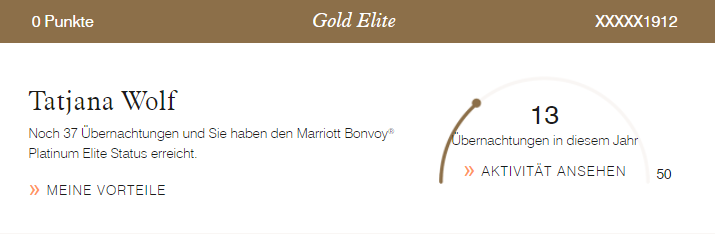 0 Punkte
Gold Elite
XXXXX1912
Tatjana Wolf
Noch 37 Übernachtungen und Sie haben den Marriott Bonvoy®
Platinum Elite Status erreicht.
» MEINE VORTEILE
13
Übernachtungen in diesem Jahr
» AKTIVITÄT ANSEHEN
50